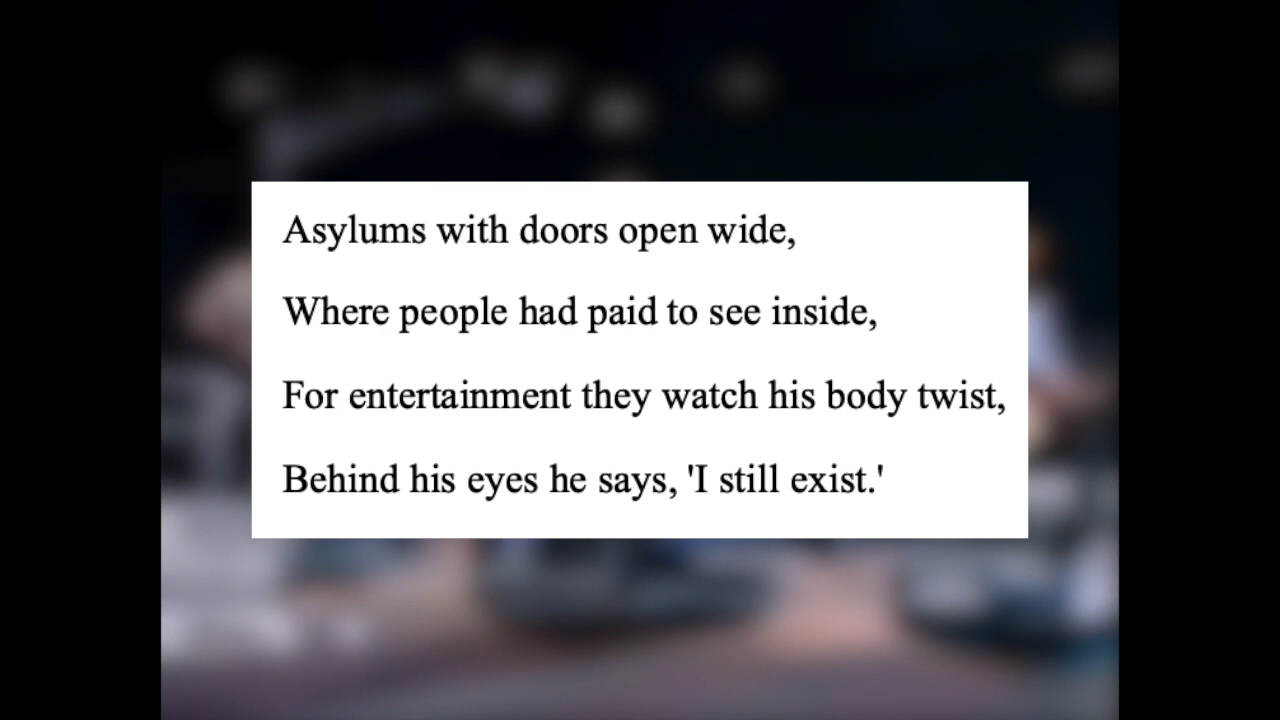 Asylums with doors open wide,
Where people had paid to see inside,
For entertainment they watch his body twist,
Behind his eyes he says, 'I still exist.'